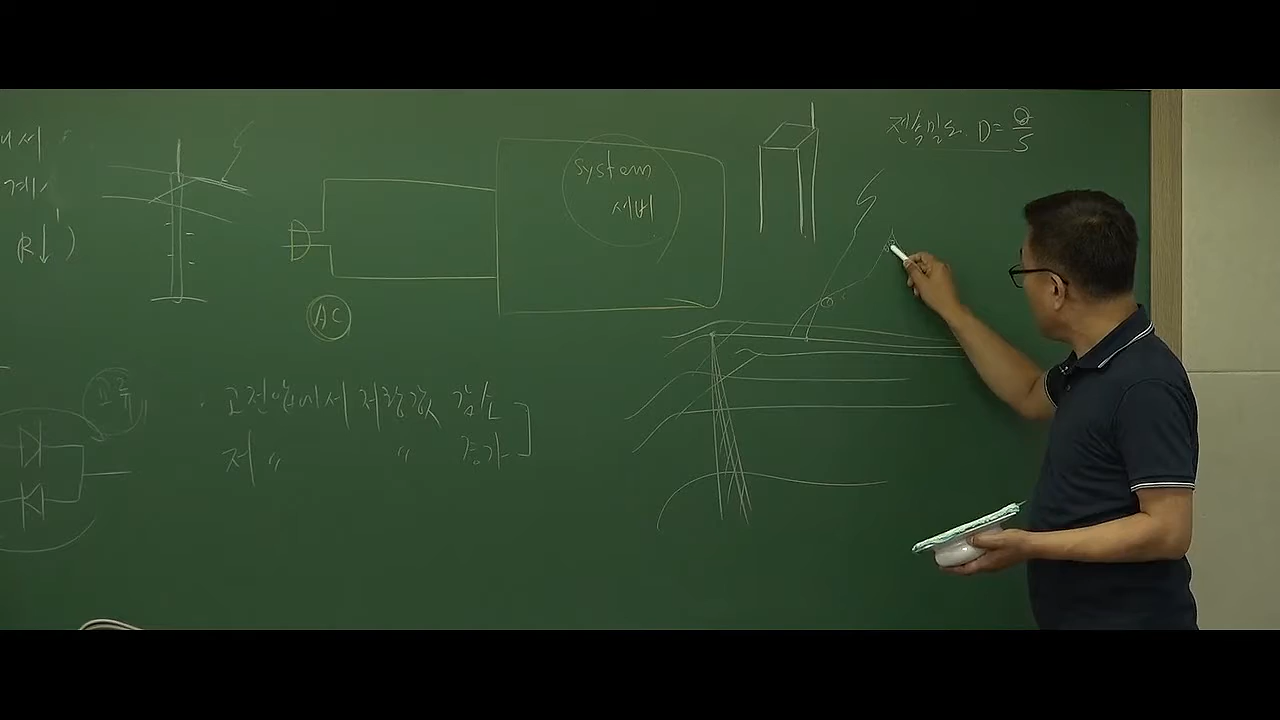 에서
(R↓)
system
서버
AC
전속밀도 D=Q/S
고전압에서 저항값 감소
저 〃 〃 증가